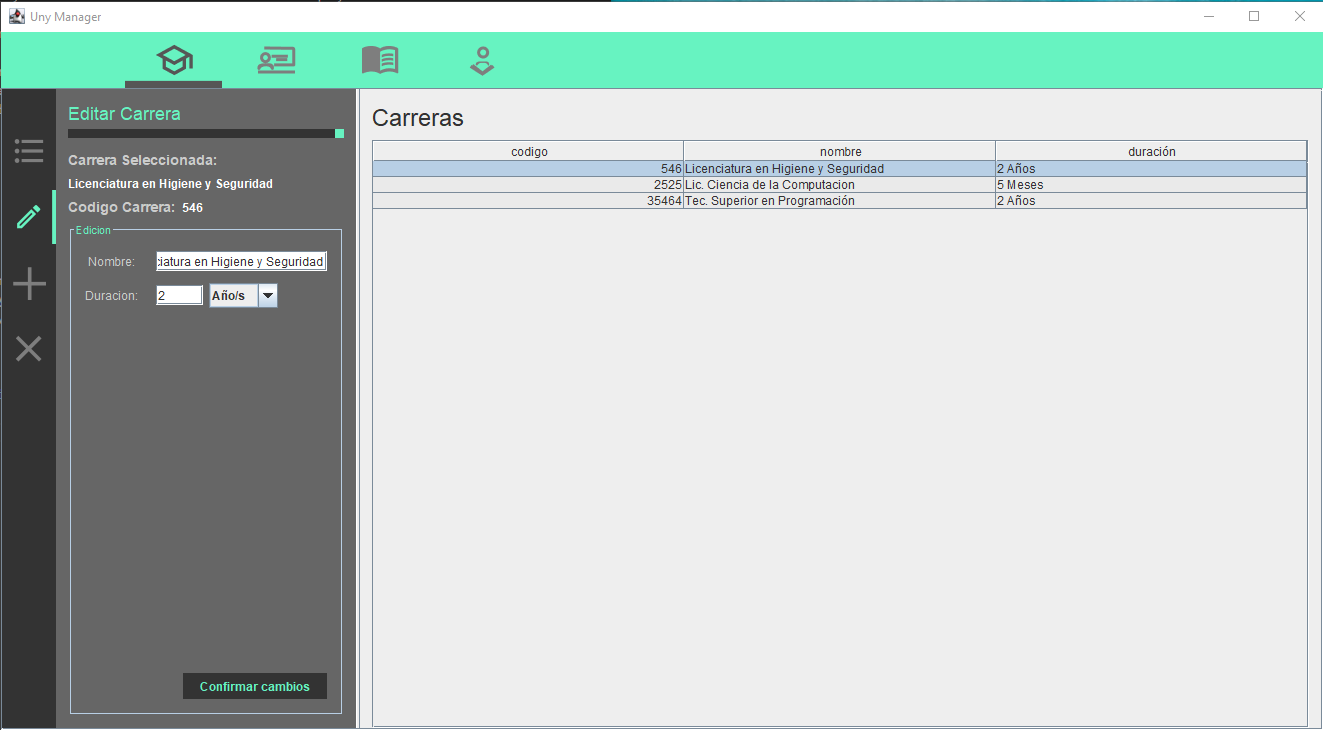 Uny Manager
Editar Carrera
Carrera Seleccionada:
Licenciatura en Higiene y Seguridad
Codigo Carrera: 546
Edicion
Nombre: ciatura en Higiene y Seguridad
Duracion: 2 Año/s
Confirmar cambios
Carreras
codigo nombre duración
546 Licenciatura en Higiene y Seguridad 2 Años
2525 Lic. Ciencia de la Computacion 5 Meses
35464 Tec. Superior en Programación 2 Años